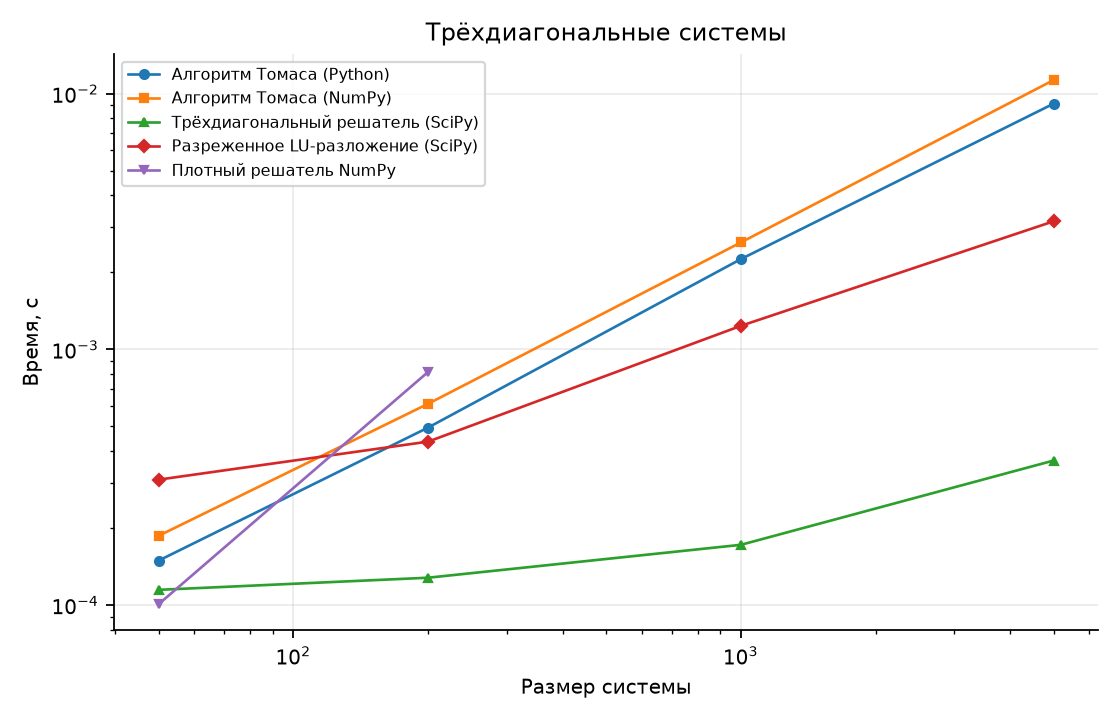 Трёхдиагональные системы
Алгоритм Томаса (Python)
Алгоритм Томаса (NumPy)
Трёхдиагональный решатель (SciPy)
Разреженное LU-разложение (SciPy)
Плотный решатель NumPy
10⁻²
10⁻³
10⁻⁴
Время, с
10² 10³
Размер системы